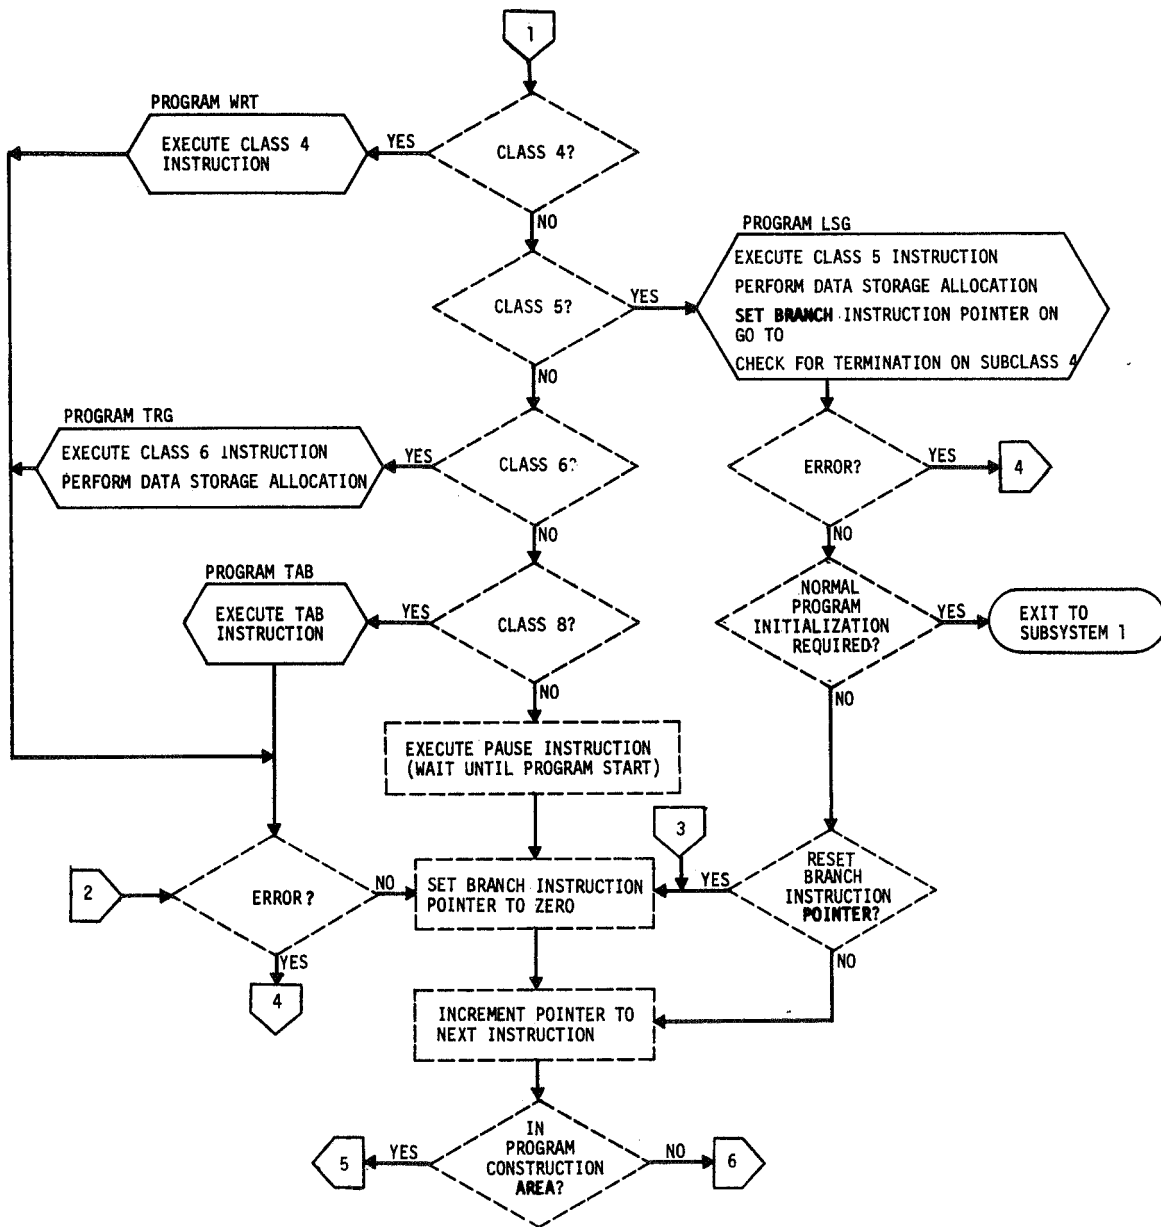 1
PROGRAM WRT
EXECUTE CLASS 4
INSTRUCTION
YES
CLASS 4?
NO
PROGRAM LSG
EXECUTE CLASS 5 INSTRUCTION
PERFORM DATA STORAGE ALLOCATION
SET BRANCH INSTRUCTION POINTER ON
GO TO
CHECK FOR TERMINATION ON SUBCLASS 4
CLASS 5?
YES
NO
PROGRAM TRG
EXECUTE CLASS 6 INSTRUCTION
PERFORM DATA STORAGE ALLOCATION
YES
CLASS 6?
NO
ERROR?
YES
4
NO
PROGRAM TAB
EXECUTE TAB
INSTRUCTION
YES
CLASS 8?
NO
NORMAL
PROGRAM
INITIALIZATION
REQUIRED?
YES
EXIT TO
SUBSYSTEM 1
NO
EXECUTE PAUSE INSTRUCTION
(WAIT UNTIL PROGRAM START)
3
2
ERROR?
NO
YES
4
SET BRANCH INSTRUCTION
POINTER TO ZERO
YES
RESET
BRANCH
INSTRUCTION
POINTER?
NO
INCREMENT POINTER TO
NEXT INSTRUCTION
5
YES
IN
PROGRAM
CONSTRUCTION
AREA?
NO
6